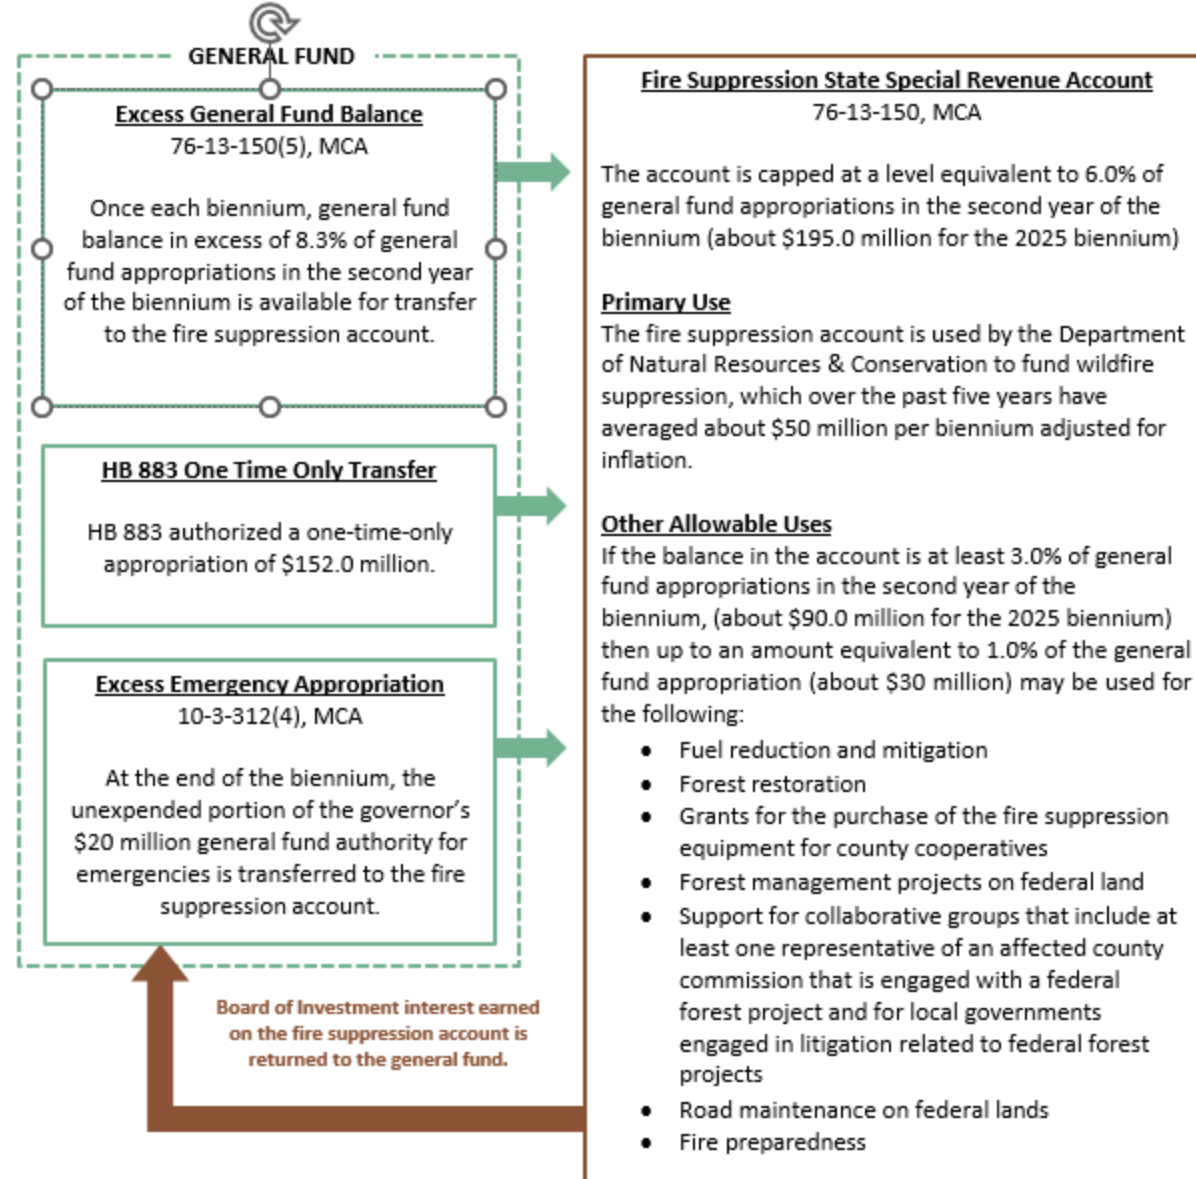 GENERAL FUND
Excess General Fund Balance
76-13-150(5), MCA
Once each biennium, general fund
balance in excess of 8.3% of general
fund appropriations in the second year
of the biennium is available for transfer
to the fire suppression account.
HB 883 One Time Only Transfer
HB 883 authorized a one-time-only
appropriation of $152.0 million.
Excess Emergency Appropriation
10-3-312(4), MCA
At the end of the biennium, the
unexpended portion of the governor's
$20 million general fund authority for
emergencies is transferred to the fire
suppression account.
Board of Investment interest earned
on the fire suppression account is
returned to the general fund.
Fire Suppression State Special Revenue Account
76-13-150, MCA
The account is capped at a level equivalent to 6.0% of
general fund appropriations in the second year of the
biennium (about $195.0 million for the 2025 biennium)
Primary Use
The fire suppression account is used by the Department
of Natural Resources & Conservation to fund wildfire
suppression, which over the past five years have
averaged about $50 million per biennium adjusted for
inflation.
Other Allowable Uses
If the balance in the account is at least 3.0% of general
fund appropriations in the second year of the
biennium, (about $90.0 million for the 2025 biennium)
then up to an amount equivalent to 1.0% of the general
fund appropriation (about $30 million) may be used for
the following:
• Fuel reduction and mitigation
• Forest restoration
• Grants for the purchase of the fire suppression
equipment for county cooperatives
• Forest management projects on federal land
• Support for collaborative groups that include at
least one representative of an affected county
commission that is engaged with a federal
forest project and for local governments
engaged in litigation related to federal forest
projects
• Road maintenance on federal lands
• Fire preparedness